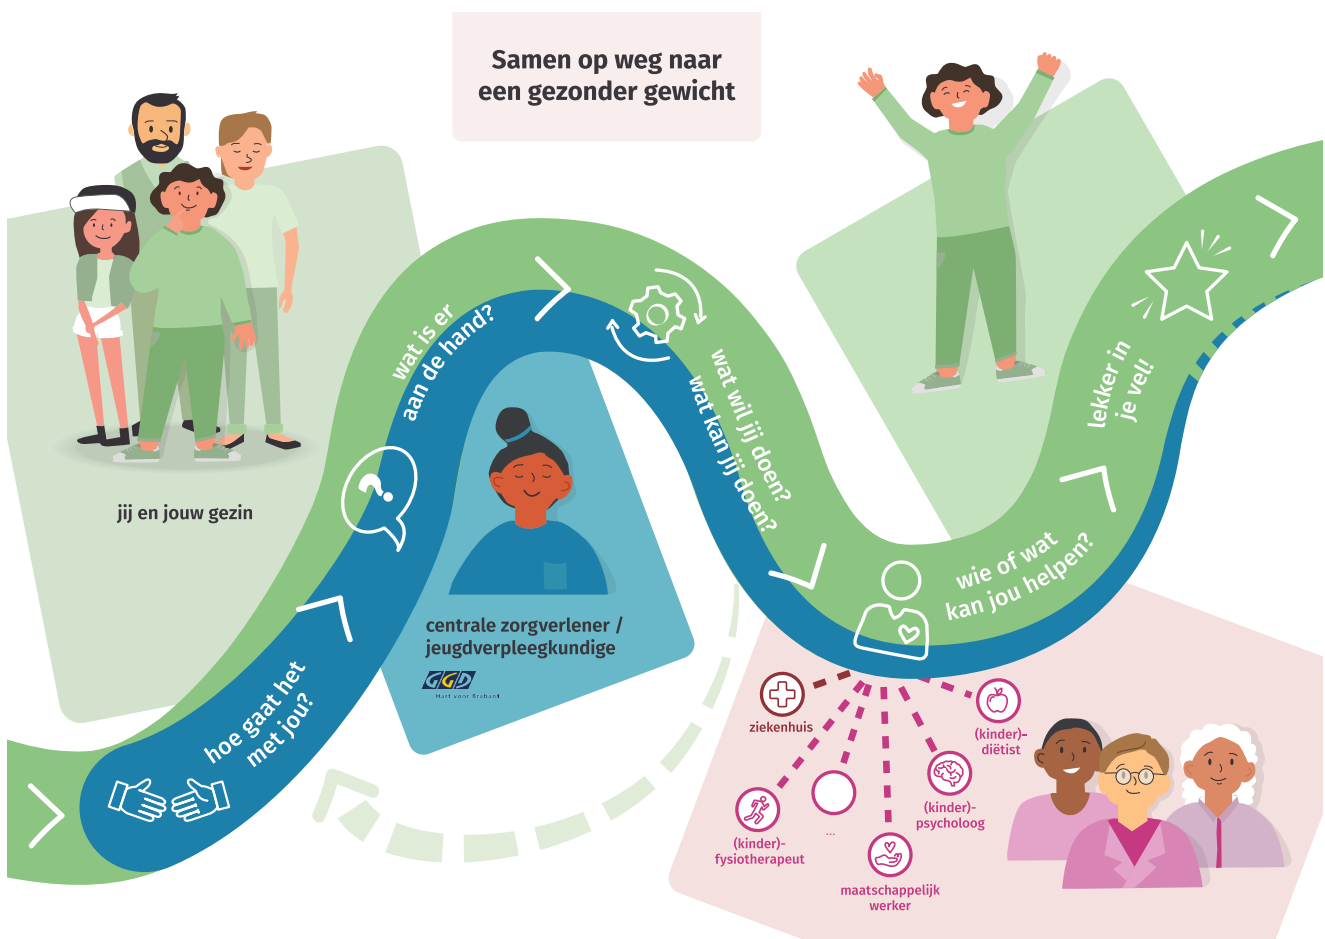 Samen op weg naar
een gezonder gewicht
jij en jouw gezin
hoe gaat het
met jou?
wat is er
aan de hand?
?
centrale zorgverlener /
jeugdverpleegkundige
GGD
Hart voor Brabant
wat wil jij doen?
wat kan jij doen?
wie of wat
kan jou helpen?
lekker in
je vel!
ziekenhuis
(kinder)-
fysiotherapeut
...
maatschappelijk
werker
(kinder)-
psycholoog
(kinder)-
diëtist